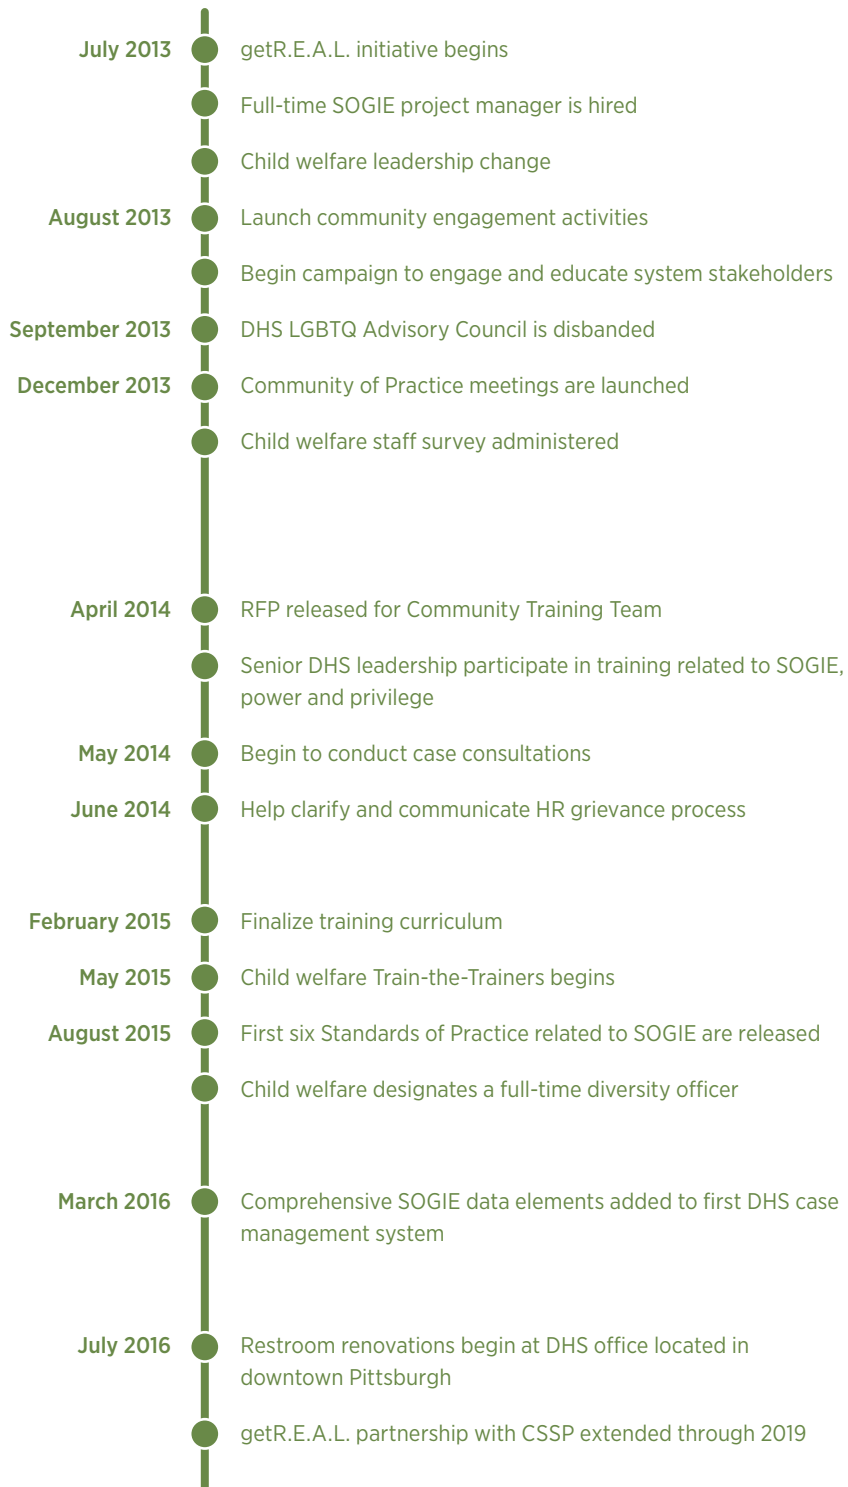 July 2013 getR.E.A.L. initiative begins
Full-time SOGIE project manager is hired
Child welfare leadership change
August 2013 Launch community engagement activities
Begin campaign to engage and educate system stakeholders
September 2013 DHS LGBTQ Advisory Council is disbanded
December 2013 Community of Practice meetings are launched
Child welfare staff survey administered
April 2014 RFP released for Community Training Team
Senior DHS leadership participate in training related to SOGIE,
power and privilege
May 2014 Begin to conduct case consultations
June 2014 Help clarify and communicate HR grievance process
February 2015 Finalize training curriculum
May 2015 Child welfare Train-the-Trainers begins
August 2015 First six Standards of Practice related to SOGIE are released
Child welfare designates a full-time diversity officer
March 2016 Comprehensive SOGIE data elements added to first DHS case
management system
July 2016 Restroom renovations begin at DHS office located in
downtown Pittsburgh
getR.E.A.L. partnership with CSSP extended through 2019